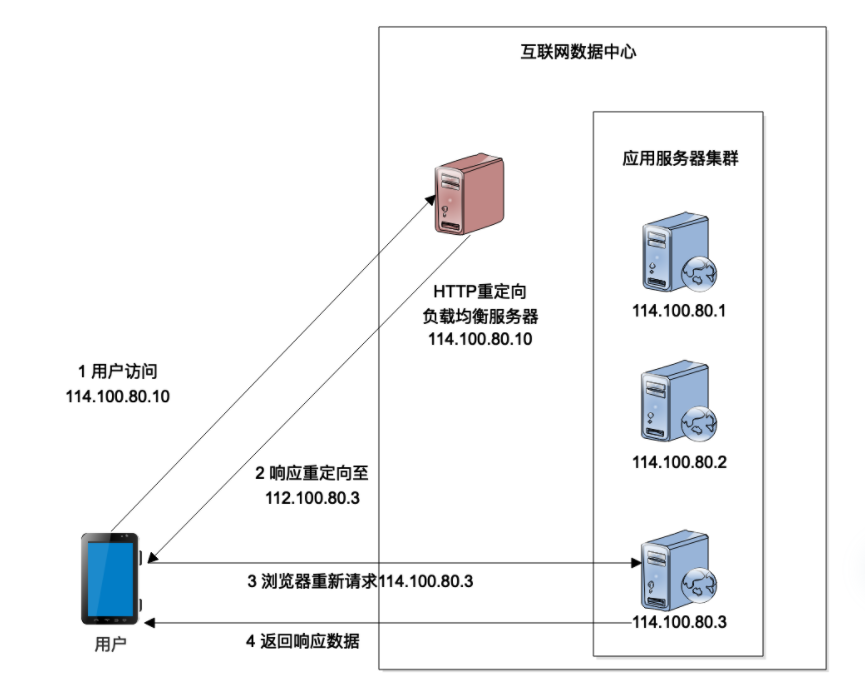 互联网数据中心
应用服务器集群
HTTP重定向
负载均衡服务器
114.100.80.10
114.100.80.1
1 用户访问
114.100.80.10
114.100.80.2
2 响应重定向至
112.100.80.3
3 浏览器重新请求114.100.80.3
114.100.80.3
用户
4 返回响应数据